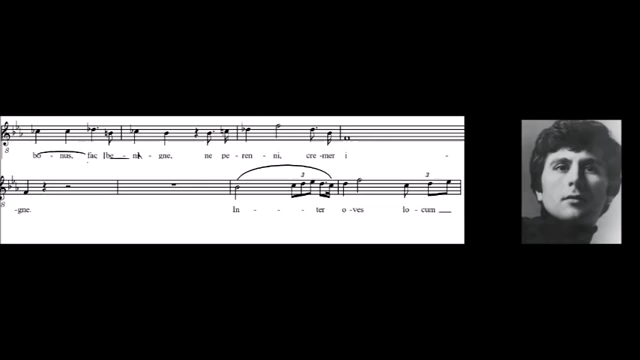 bo - nus, fac be - ni - gne, ne pe - ren - ni, cre - mer i -
-gne. In - - - ter o - ves lo - cum